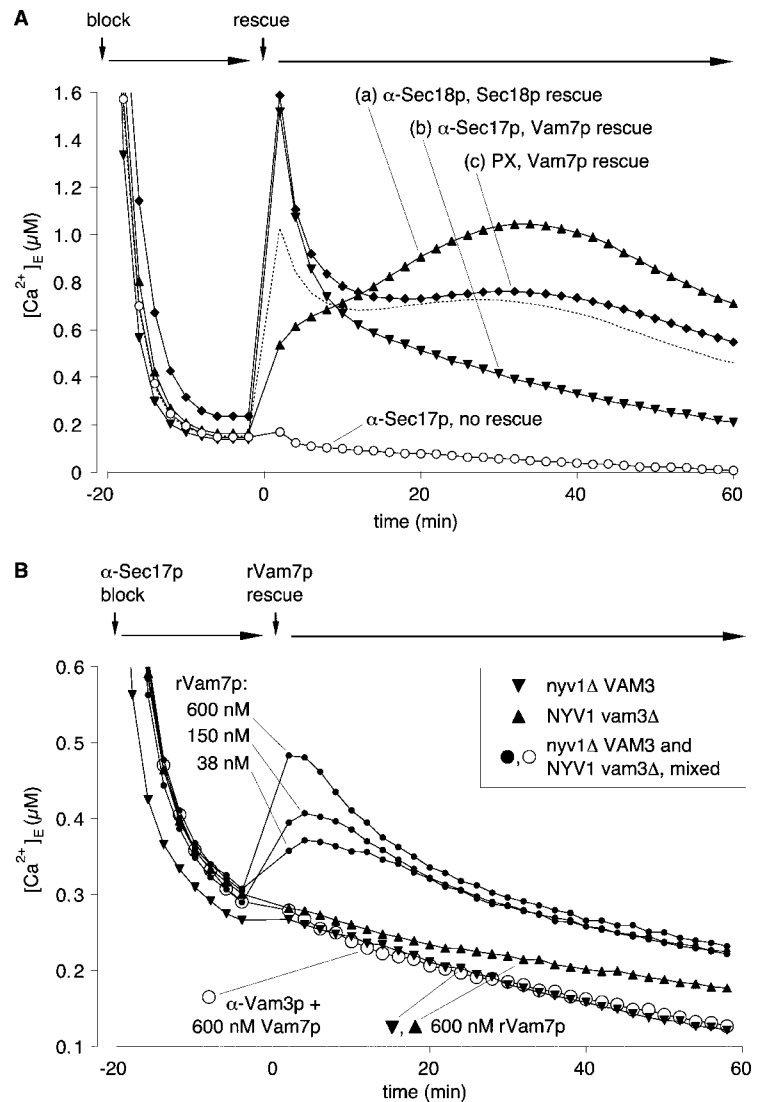 A
block
rescue
1.6
1.4
1.2
1.0
0.8
0.6
0.4
0.2
0
[Ca²⁺]E (µM)
(a) α-Sec18p, Sec18p rescue
(b) α-Sec17p, Vam7p rescue
(c) PX, Vam7p rescue
α-Sec17p, no rescue
-20
0
20
40
60
time (min)
B
α-Sec17p
block
rVam7p
rescue
0.6
0.5
0.4
0.3
0.2
0.1
[Ca²⁺]E (µM)
rVam7p:
600 nM
150 nM
38 nM
nyv1Δ VAM3
NYV1 vam3Δ
, nyv1Δ VAM3 and
NYV1 vam3Δ, mixed
α-Vam3p +
600 nM Vam7p
, 600 nM rVam7p
-20
0
20
40
60
time (min)